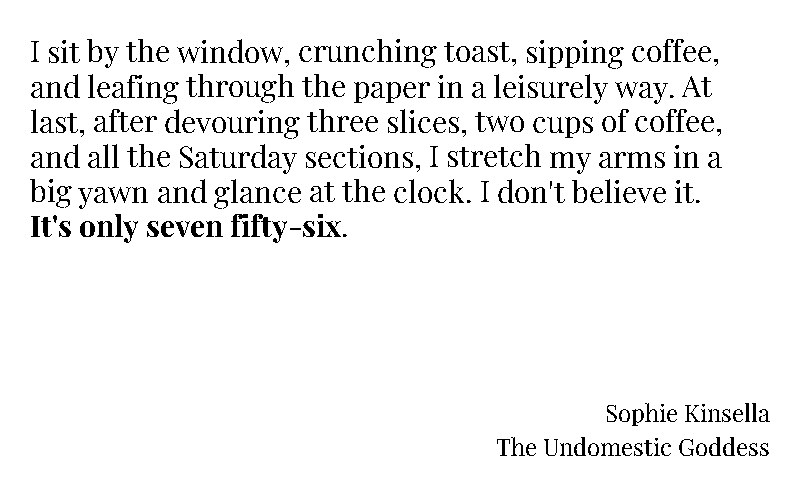 I sit by the window, crunching toast, sipping coffee,
and leafing through the paper in a leisurely way. At
last, after devouring three slices, two cups of coffee,
and all the Saturday sections, I stretch my arms in a
big yawn and glance at the clock. I don't believe it.
It's only seven fifty-six.
Sophie Kinsella
The Undomestic Goddess